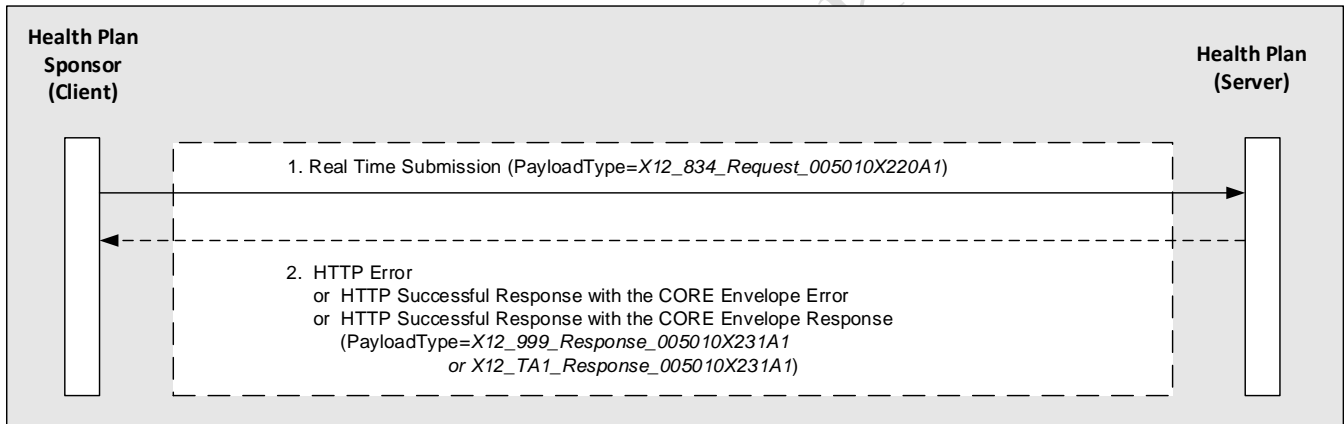 Health Plan
Sponsor
(Client)
Health Plan
(Server)
1. Real Time Submission (PayloadType=X12_834_Request_005010X220A1)
2. HTTP Error
or HTTP Successful Response with the CORE Envelope Error
or HTTP Successful Response with the CORE Envelope Response
(PayloadType=X12_999_Response_005010X231A1
or X12_TA1_Response_005010X231A1)